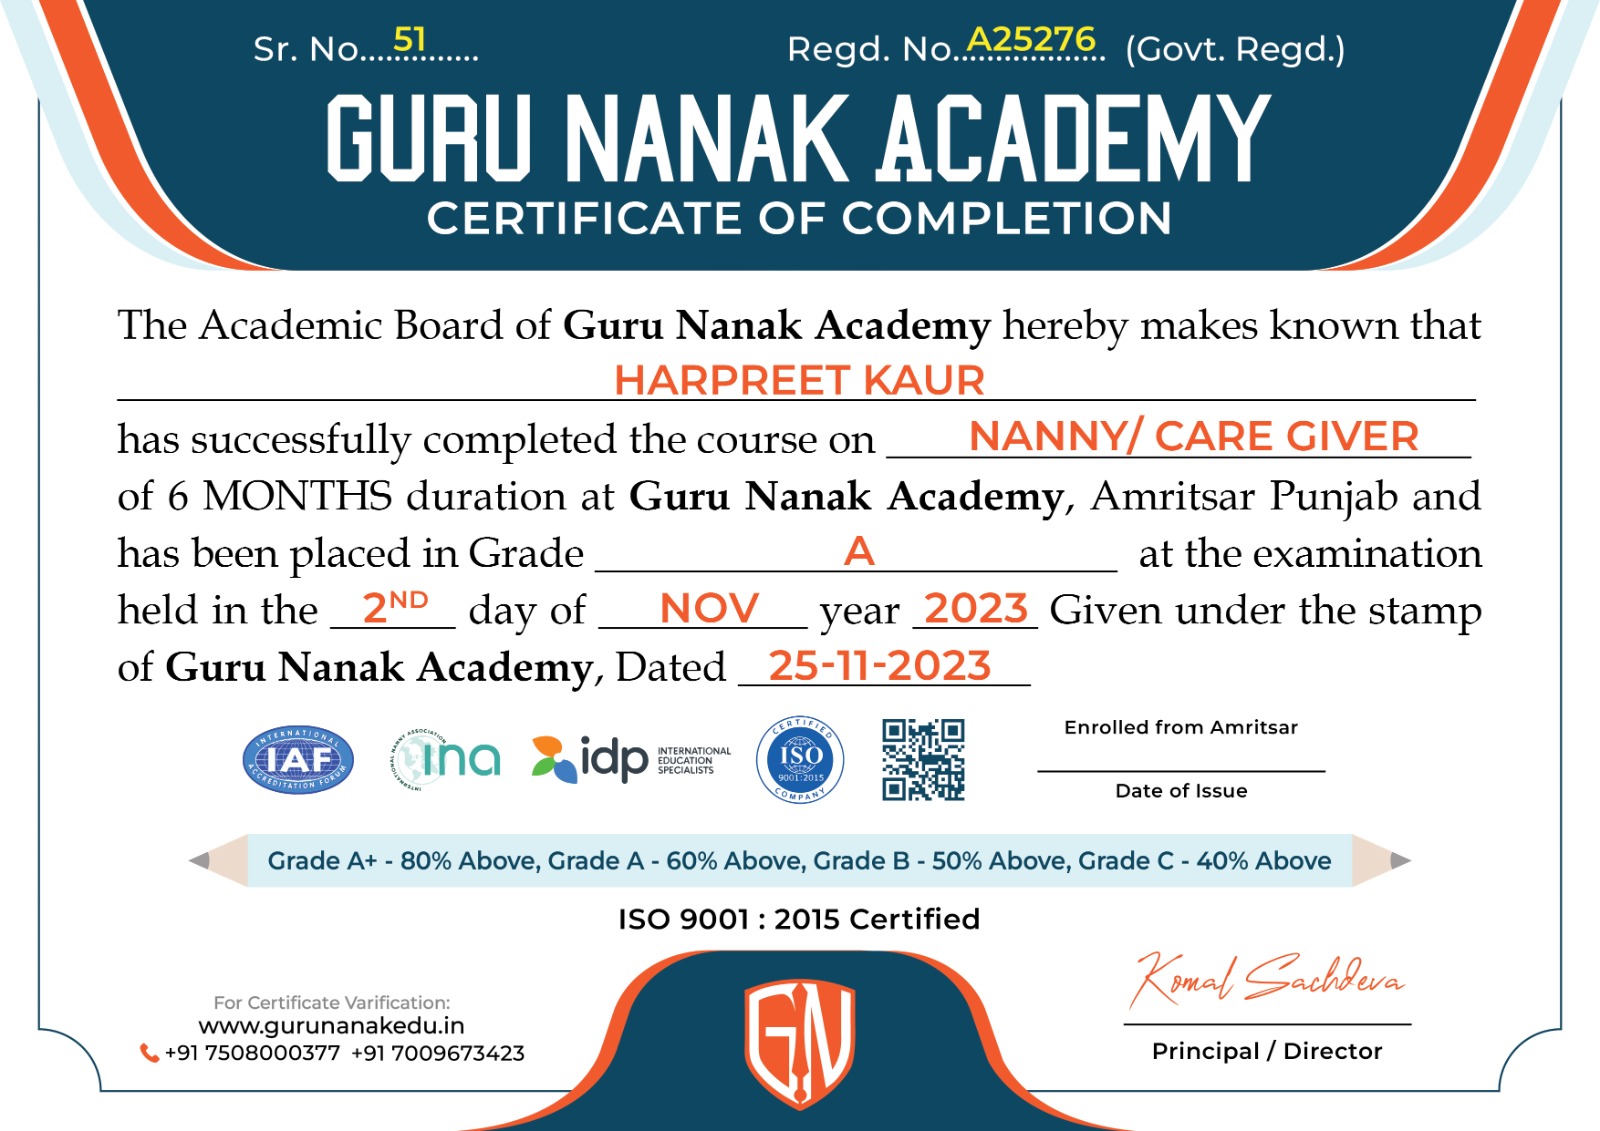 Sr. No....51......
Regd. No...A25276... (Govt. Regd.)
GURU NANAK ACADEMY
CERTIFICATE OF COMPLETION
The Academic Board of Guru Nanak Academy hereby makes known that
HARPREET KAUR
has successfully completed the course on NANNY/ CARE GIVER
of 6 MONTHS duration at Guru Nanak Academy, Amritsar Punjab and
has been placed in Grade A at the examination
held in the 2ND day of NOV year 2023 Given under the stamp
of Guru Nanak Academy, Dated 25-11-2023
INTERNATIONAL
IAF
ACCREDITATION FORUM
INTERNATIONAL NANNY ASSOCIATION
ina
idp INTERNATIONAL
EDUCATION
SPECIALISTS
CERTIFIED
ISO
9001:2015
COMPANY
Enrolled from Amritsar
Date of Issue
Grade A+ - 80% Above, Grade A - 60% Above, Grade B - 50% Above, Grade C - 40% Above
ISO 9001 : 2015 Certified
For Certificate Varification:
www.gurunanakedu.in
+91 7508000377 +91 7009673423
GN
Komal Sachdeva
Principal / Director